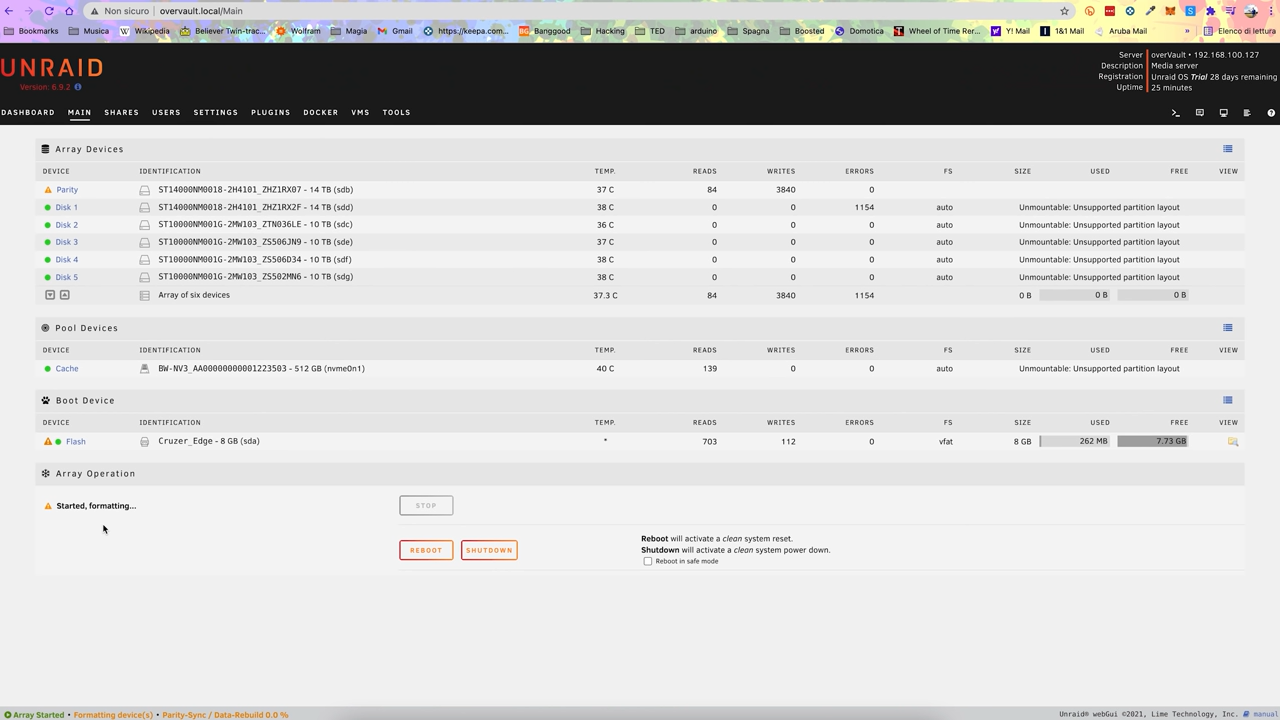 Non sicuro | overvault.local/Main
Bookmarks Musica Wikipedia Believer Twin-trac... Wolfram Magia Gmail https://keepa.com... Banggood Hacking TED arduino Spagna Boosted Domotica Wheel of Time Rer... Y! Mail 1&1 Mail Aruba Mail Elenco di lettura
UNRAID
Version: 6.9.2
Server overVault • 192.168.100.127
Description Media server
Registration Unraid OS Trial 28 days remaining
Uptime 25 minutes
DASHBOARD MAIN SHARES USERS SETTINGS PLUGINS DOCKER VMS TOOLS
Array Devices
DEVICE IDENTIFICATION TEMP. READS WRITES ERRORS FS SIZE USED FREE VIEW
Parity ST14000NM0018-2H4101_ZHZ1RX07 - 14 TB (sdb) 37 C 84 3840 0
Disk 1 ST14000NM0018-2H4101_ZHZ1RX2F - 14 TB (sdd) 38 C 0 0 1154 auto Unmountable: Unsupported partition layout
Disk 2 ST10000NM001G-2MW103_ZTN036LE - 10 TB (sdc) 36 C 0 0 0 auto Unmountable: Unsupported partition layout
Disk 3 ST10000NM001G-2MW103_ZS506JN9 - 10 TB (sde) 37 C 0 0 0 auto Unmountable: Unsupported partition layout
Disk 4 ST10000NM001G-2MW103_ZS506D34 - 10 TB (sdf) 38 C 0 0 0 auto Unmountable: Unsupported partition layout
Disk 5 ST10000NM001G-2MW103_ZS502MN6 - 10 TB (sdg) 38 C 0 0 0 auto Unmountable: Unsupported partition layout
Array of six devices 37.3 C 84 3840 1154 0 B 0 B 0 B
Pool Devices
DEVICE IDENTIFICATION TEMP. READS WRITES ERRORS FS SIZE USED FREE VIEW
Cache BW-NV3_AA00000000001223503 - 512 GB (nvme0n1) 40 C 139 0 0 auto Unmountable: Unsupported partition layout
Boot Device
DEVICE IDENTIFICATION TEMP. READS WRITES ERRORS FS SIZE USED FREE VIEW
Flash Cruzer_Edge - 8 GB (sda) * 703 112 0 vfat 8 GB 262 MB 7.73 GB
Array Operation
Started, formatting... STOP
REBOOT SHUTDOWN
Reboot will activate a clean system reset.
Shutdown will activate a clean system power down.
Reboot in safe mode
Array Started • Formatting device(s) • Parity-Sync / Data-Rebuild 0.0 % Unraid® webGui ©2021, Lime Technology, Inc. manual